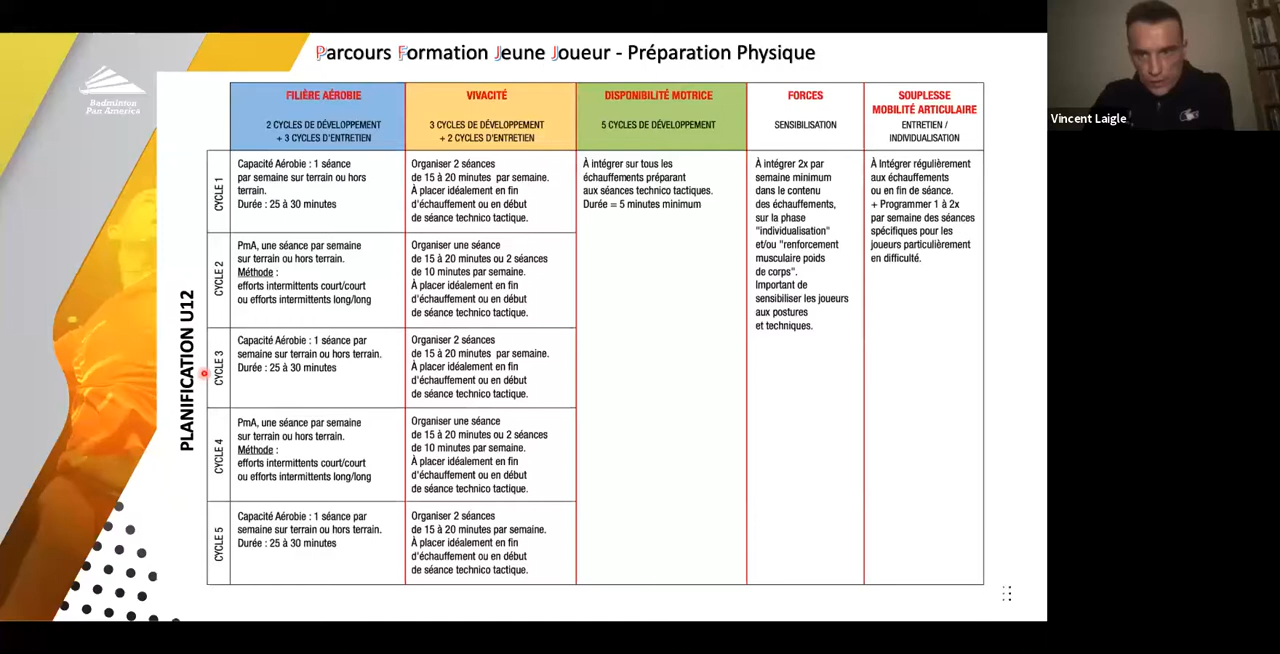 Parcours Formation Jeune Joueur - Préparation Physique
Badminton
Pan America
Vincent Laigle
FILIÈRE AÉROBIE
2 CYCLES DE DÉVELOPPEMENT
+ 3 CYCLES D'ENTRETIEN
VIVACITÉ
3 CYCLES DE DÉVELOPPEMENT
+ 2 CYCLES D'ENTRETIEN
DISPONIBILITÉ MOTRICE
5 CYCLES DE DÉVELOPPEMENT
FORCES
SENSIBILISATION
SOUPLESSE
MOBILITÉ ARTICULAIRE
ENTRETIEN /
INDIVIDUALISATION
PLANIFICATION U12
CYCLE 1
Capacité Aérobie : 1 séance
par semaine sur terrain ou hors
terrain.
Durée : 25 à 30 minutes
Organiser 2 séances
de 15 à 20 minutes par semaine.
À placer idéalement en fin
d'échauffement ou en début
de séance technico tactique.
À intégrer sur tous les
échauffements préparant
aux séances technico tactiques.
Durée = 5 minutes minimum
À intégrer 2x par
semaine minimum
dans le contenu
des échauffements,
sur la phase
"individualisation"
et/ou "renforcement
musculaire poids
de corps".
Important de
sensibiliser les joueurs
aux postures
et techniques.
À Intégrer régulièrement
aux échauffements
ou en fin de séance.
+ Programmer 1 à 2x
par semaine des séances
spécifiques pour les
joueurs particulièrement
en difficulté.
CYCLE 2
PmA, une séance par semaine
sur terrain ou hors terrain.
Méthode :
efforts intermittents court/court
ou efforts intermittents long/long
Organiser une séance
de 15 à 20 minutes ou 2 séances
de 10 minutes par semaine.
À placer idéalement en fin
d'échauffement ou en début
de séance technico tactique.
CYCLE 3
Capacité Aérobie : 1 séance par
semaine sur terrain ou hors terrain.
Durée : 25 à 30 minutes
Organiser 2 séances
de 15 à 20 minutes par semaine.
À placer idéalement en fin
d'échauffement ou en début
de séance technico tactique.
CYCLE 4
PmA, une séance par semaine
sur terrain ou hors terrain.
Méthode :
efforts intermittents court/court
ou efforts intermittents long/long
Organiser une séance
de 15 à 20 minutes ou 2 séances
de 10 minutes par semaine.
À placer idéalement en fin
d'échauffement ou en début
de séance technico tactique.
CYCLE 5
Capacité Aérobie : 1 séance par
semaine sur terrain ou hors terrain.
Durée : 25 à 30 minutes
Organiser 2 séances
de 15 à 20 minutes par semaine.
À placer idéalement en fin
d'échauffement ou en début
de séance technico tactique.